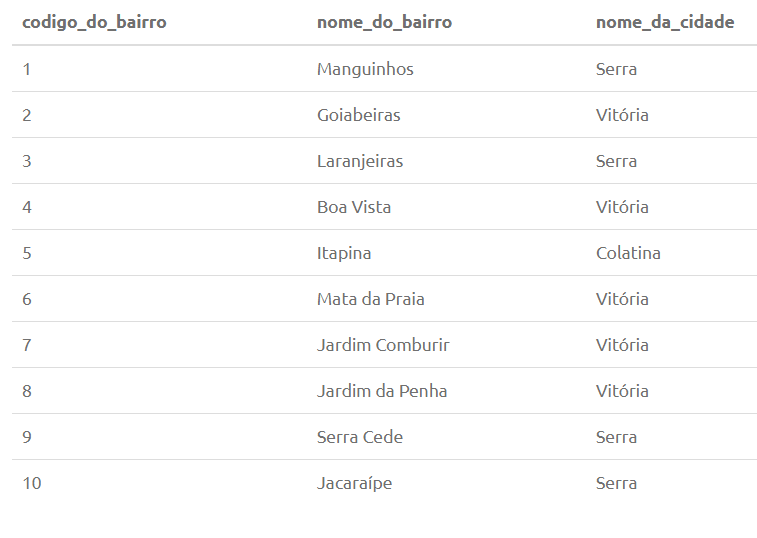 codigo_do_bairro nome_do_bairro nome_da_cidade
1 Manguinhos Serra
2 Goiabeiras Vitória
3 Laranjeiras Serra
4 Boa Vista Vitória
5 Itapina Colatina
6 Mata da Praia Vitória
7 Jardim Comburir Vitória
8 Jardim da Penha Vitória
9 Serra Cede Serra
10 Jacaraípe Serra